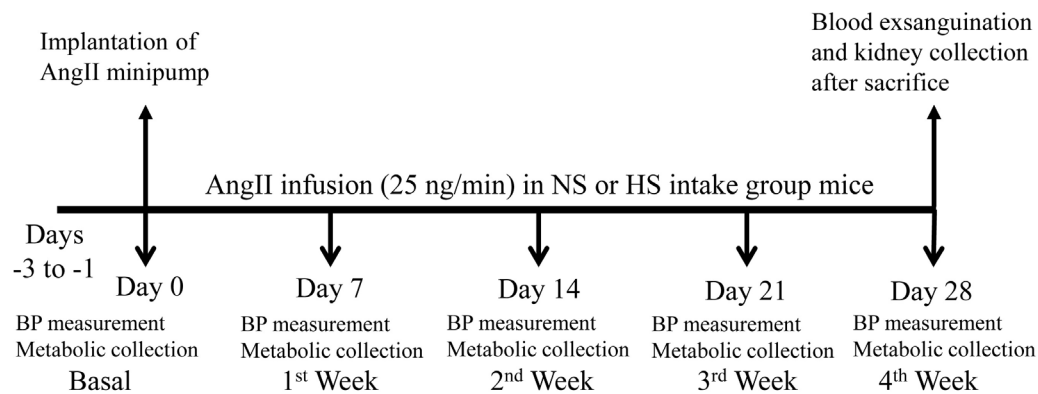 Implantation of
AngII minipump
Blood exsanguination
and kidney collection
after sacrifice
AngII infusion (25 ng/min) in NS or HS intake group mice
Days
-3 to -1
Day 0
Day 7
Day 14
Day 21
Day 28
BP measurement
Metabolic collection
Basal
BP measurement
Metabolic collection
1st Week
BP measurement
Metabolic collection
2nd Week
BP measurement
Metabolic collection
3rd Week
BP measurement
Metabolic collection
4th Week